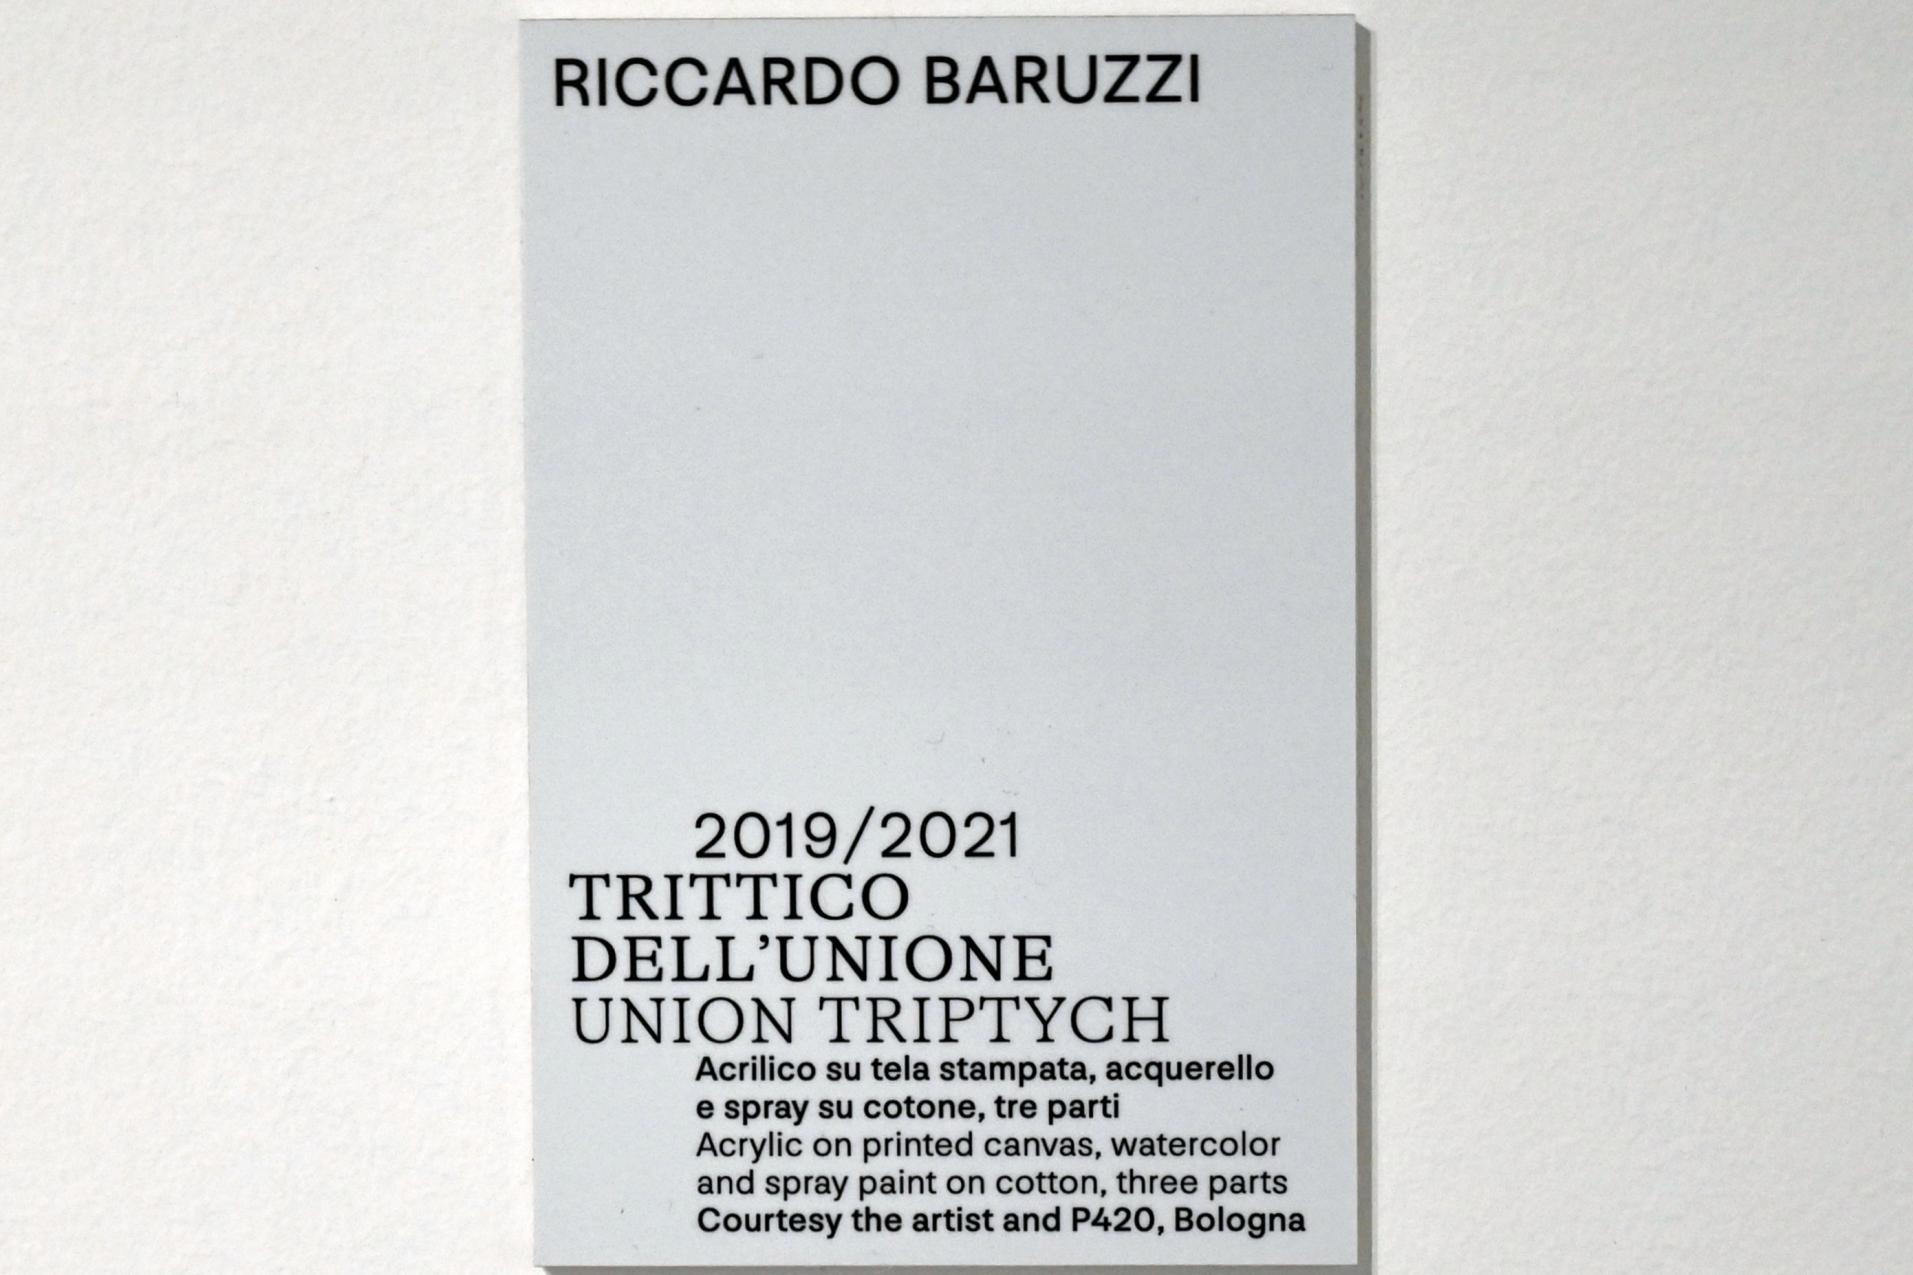 RICCARDO BARUZZI
2019/2021
TRITTICO
DELL’UNIONE
UNION TRIPTYCH
Acrilico su tela stampata, acquerello
e spray su cotone, tre parti
Acrylic on printed canvas, watercolor
and spray paint on cotton, three parts
Courtesy the artist and P420, Bologna